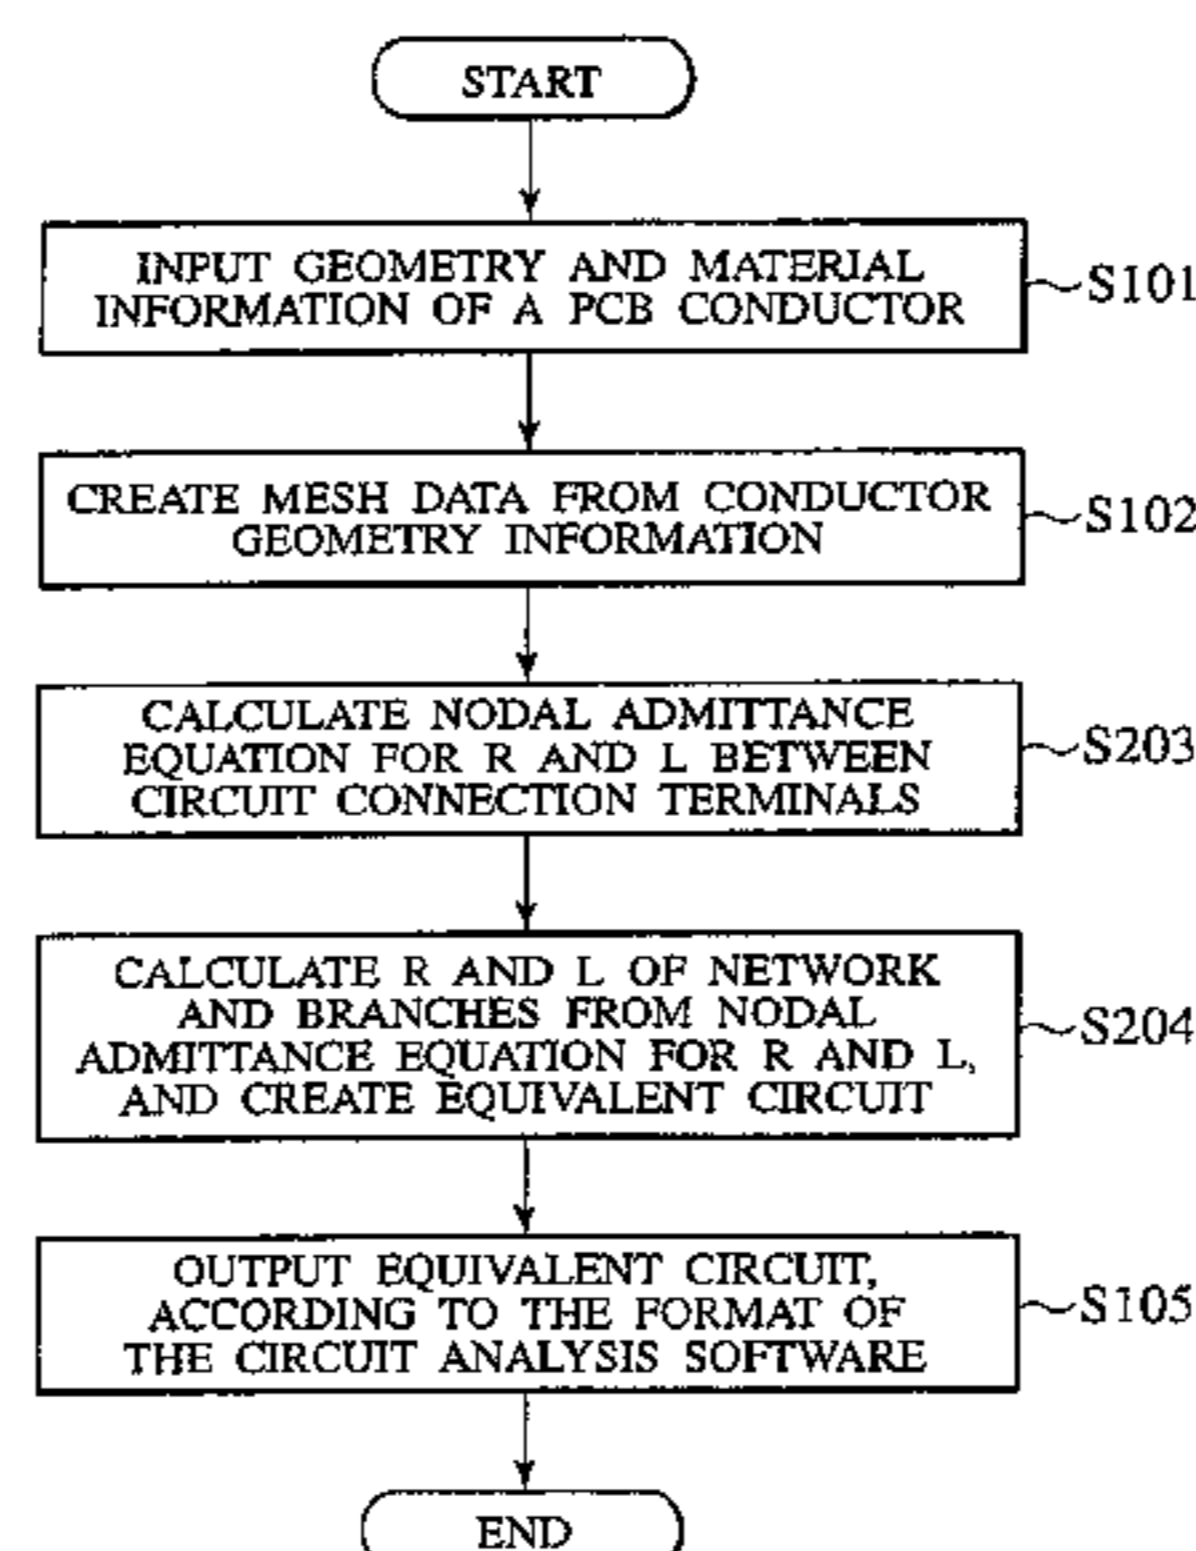 START
INPUT GEOMETRY AND MATERIAL
INFORMATION OF A PCB CONDUCTOR
S101
CREATE MESH DATA FROM CONDUCTOR
GEOMETRY INFORMATION
S102
CALCULATE NODAL ADMITTANCE
EQUATION FOR R AND L BETWEEN
CIRCUIT CONNECTION TERMINALS
S203
CALCULATE R AND L OF NETWORK
AND BRANCHES FROM NODAL
ADMITTANCE EQUATION FOR R AND L,
AND CREATE EQUIVALENT CIRCUIT
S204
OUTPUT EQUIVALENT CIRCUIT,
ACCORDING TO THE FORMAT OF
THE CIRCUIT ANALYSIS SOFTWARE
S105
END